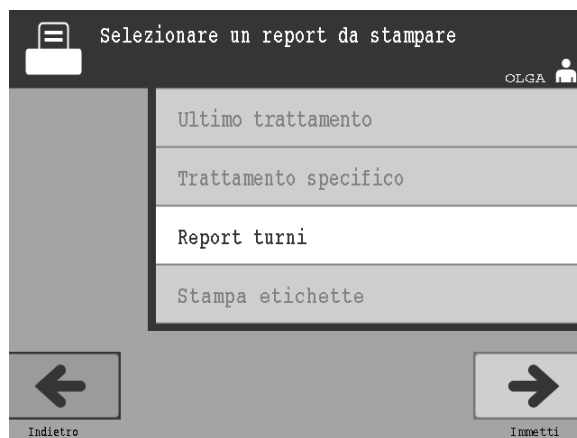 Selezionare un report da stampare
OLGA
Ultimo trattamento
Trattamento specifico
Report turni
Stampa etichette
Indietro
Immetti